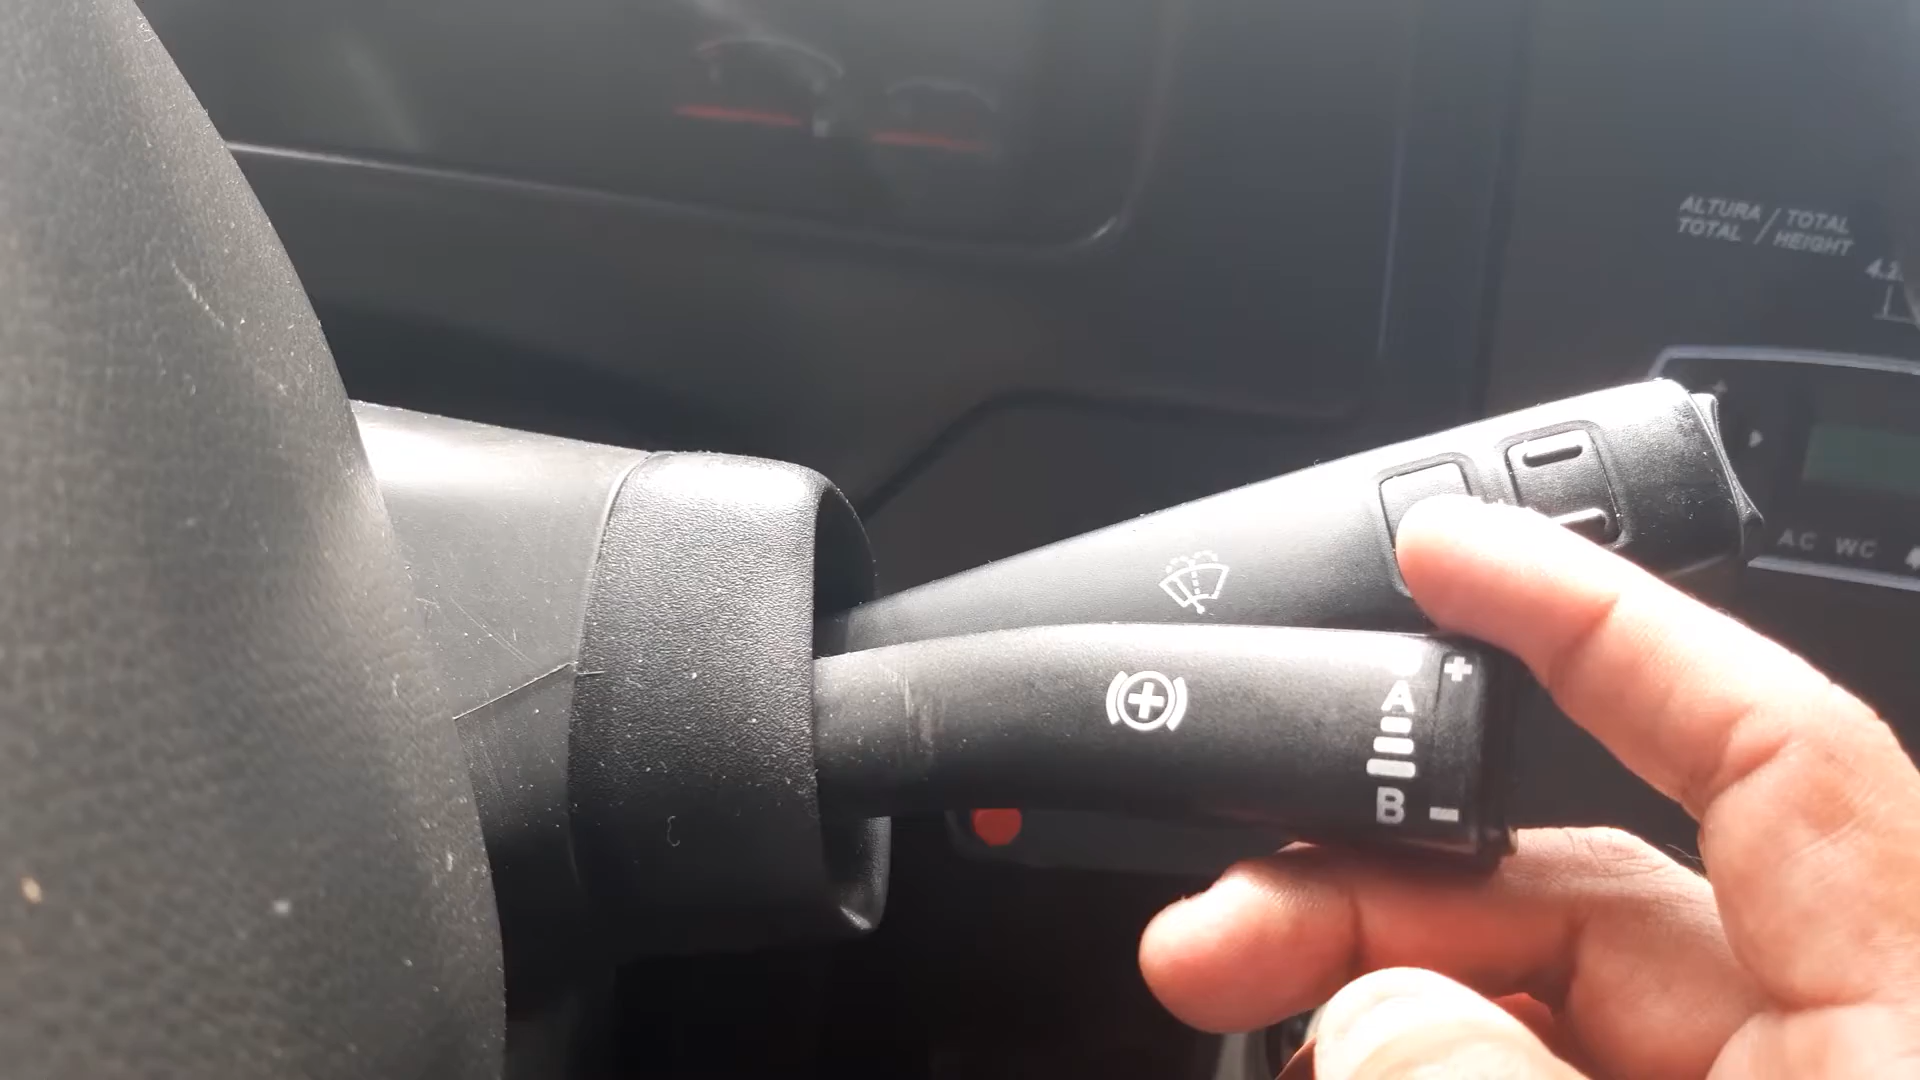 ALTURA / TOTAL
TOTAL / HEIGHT
AC WC
+
A
B
-